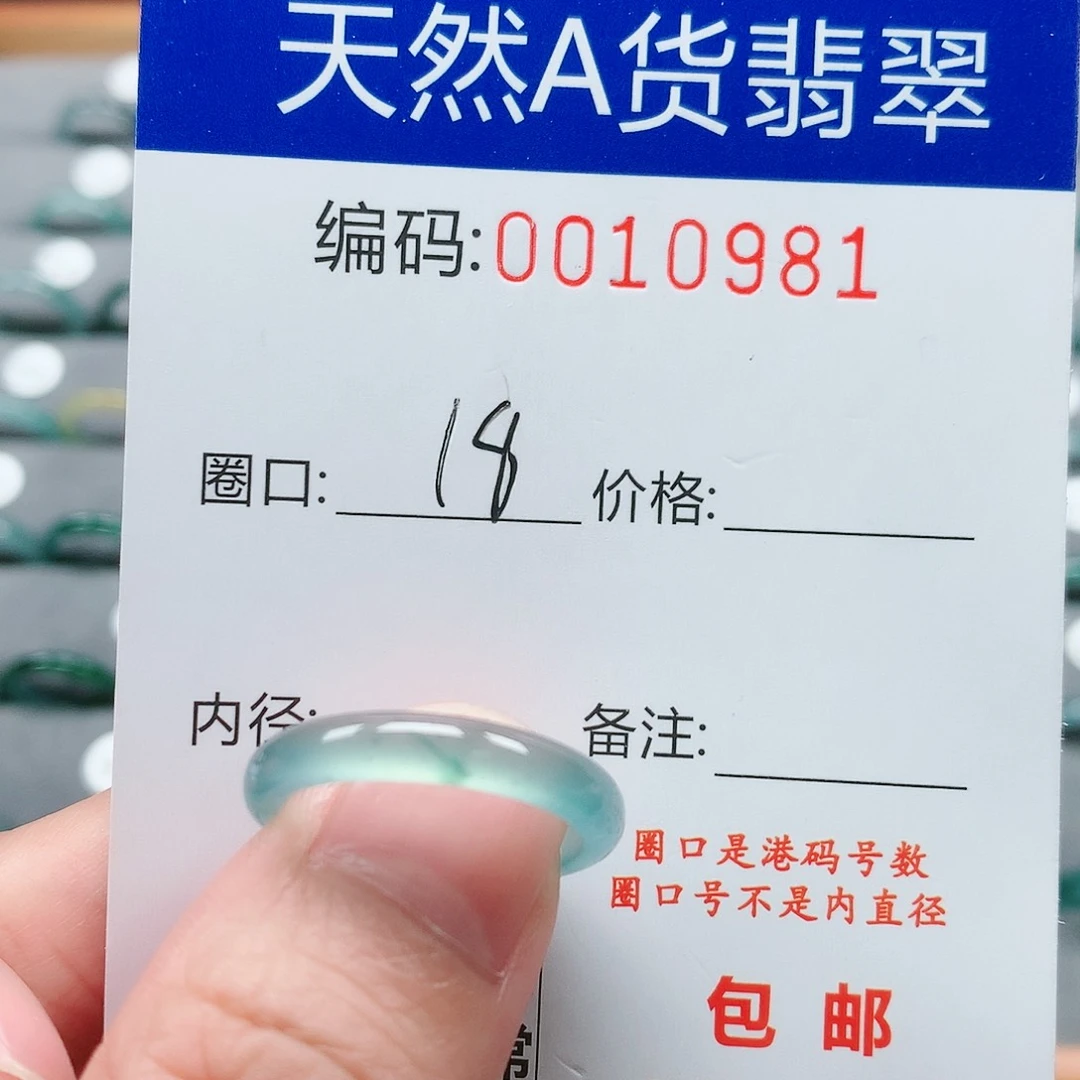 天然A货翡翠
编码:0010981
圈口: 18 价格:
内径: 备注:
圈口是港码号数
圈口号不是内直径
包邮
常